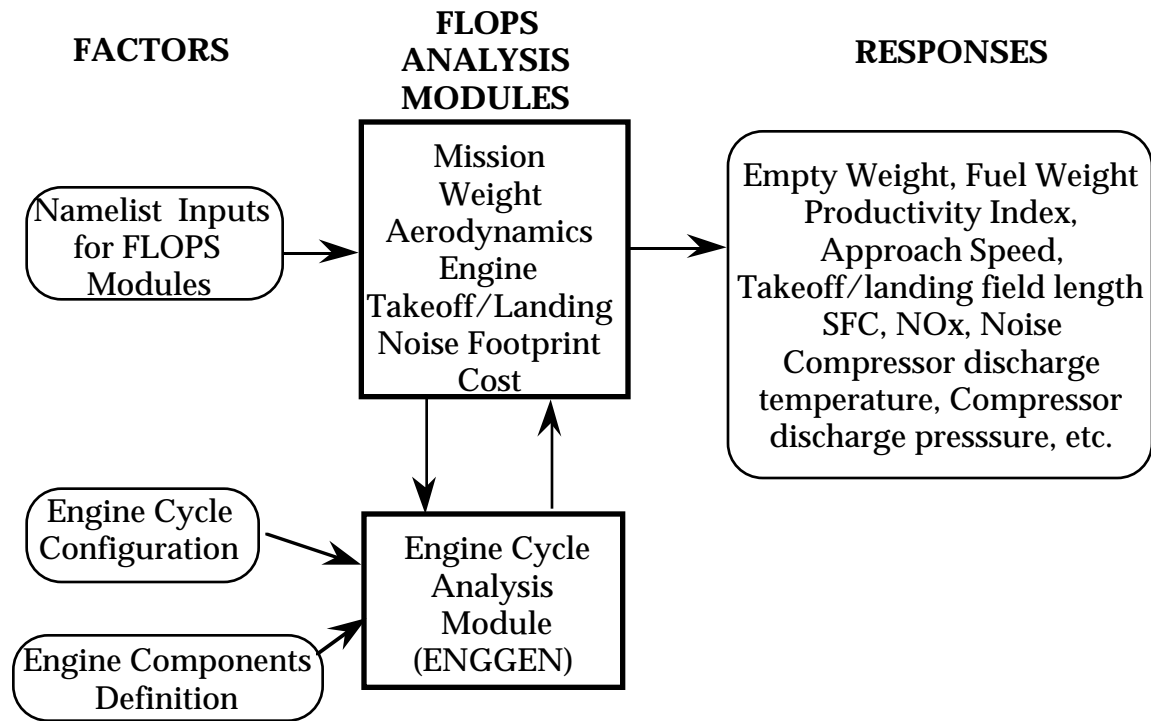 FACTORS
FLOPS
ANALYSIS
MODULES
RESPONSES
Namelist Inputs
for FLOPS
Modules
Mission
Weight
Aerodynamics
Engine
Takeoff/Landing
Noise Footprint
Cost
Empty Weight, Fuel Weight
Productivity Index,
Approach Speed,
Takeoff/landing field length
SFC, NOx, Noise
Compressor discharge
temperature, Compressor
discharge presssure, etc.
Engine Cycle
Configuration
Engine Components
Definition
Engine Cycle
Analysis
Module
(ENGGEN)